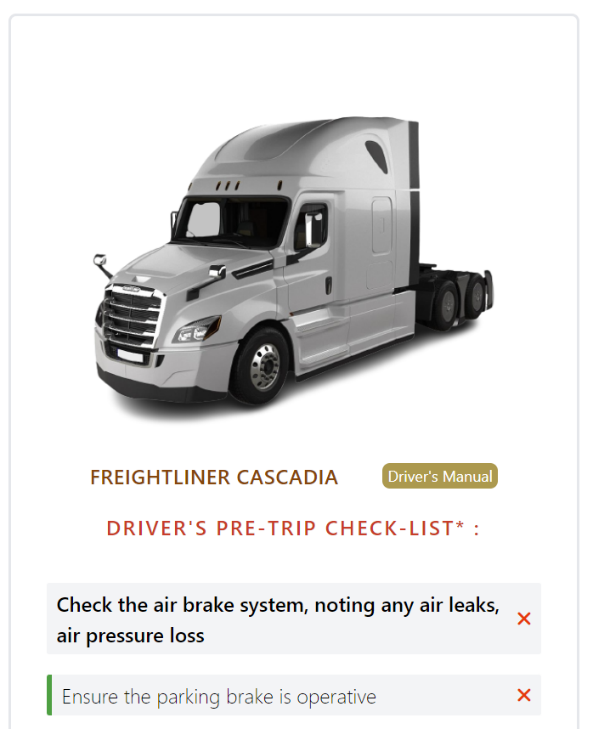 FREIGHTLINER CASCADIA
Driver's Manual
DRIVER'S PRE-TRIP CHECK-LIST* :
Check the air brake system, noting any air leaks,
air pressure loss
Ensure the parking brake is operative